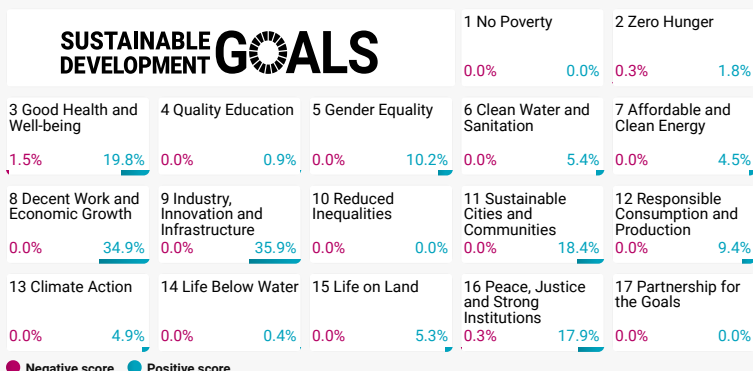 SUSTAINABLE
DEVELOPMENT
GOALS
1 No Poverty
0.0% 0.0%
2 Zero Hunger
0.3% 1.8%
3 Good Health and
Well-being
1.5% 19.8%
4 Quality Education
0.0% 0.9%
5 Gender Equality
0.0% 10.2%
6 Clean Water and
Sanitation
0.0% 5.4%
7 Affordable and
Clean Energy
0.0% 4.5%
8 Decent Work and
Economic Growth
0.0% 34.9%
9 Industry,
Innovation and
Infrastructure
0.0% 35.9%
10 Reduced
Inequalities
0.0% 0.0%
11 Sustainable
Cities and
Communities
0.0% 18.4%
12 Responsible
Consumption and
Production
0.0% 9.4%
13 Climate Action
0.0% 4.9%
14 Life Below Water
0.0% 0.4%
15 Life on Land
0.0% 5.3%
16 Peace, Justice
and Strong
Institutions
0.3% 17.9%
17 Partnership for
the Goals
0.0% 0.0%
Negative score Positive score